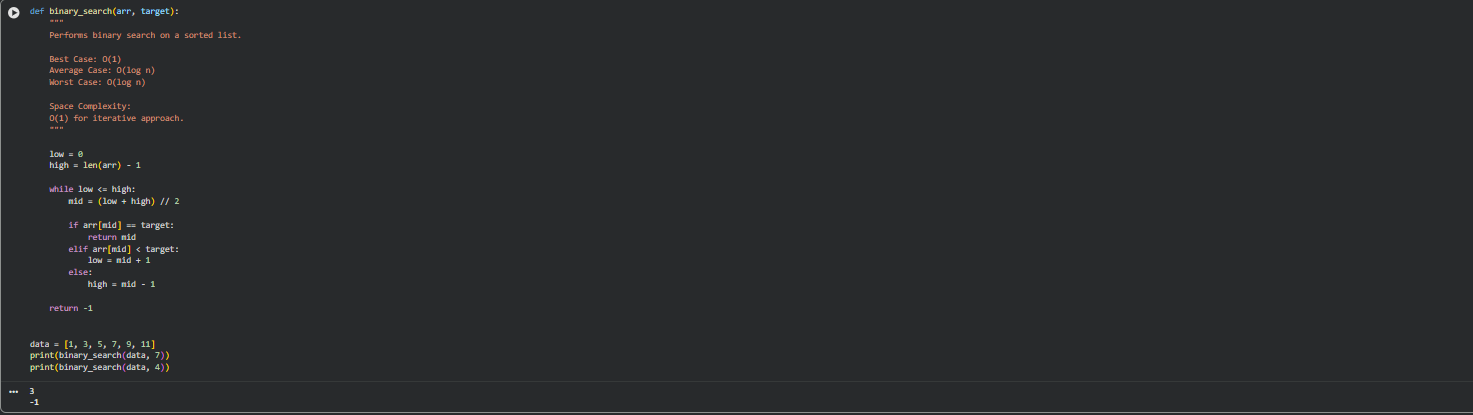 def binary_search(arr, target):
    """
    Performs binary search on a sorted list.

    Best Case: O(1)
    Average Case: O(log n)
    Worst Case: O(log n)

    Space Complexity:
    O(1) for iterative approach.
    """

    low = 0
    high = len(arr) - 1

    while low <= high:
        mid = (low + high) // 2

        if arr[mid] == target:
            return mid
        elif arr[mid] < target:
            low = mid + 1
        else:
            high = mid - 1

    return -1


data = [1, 3, 5, 7, 9, 11]
print(binary_search(data, 7))
print(binary_search(data, 4))
3
-1